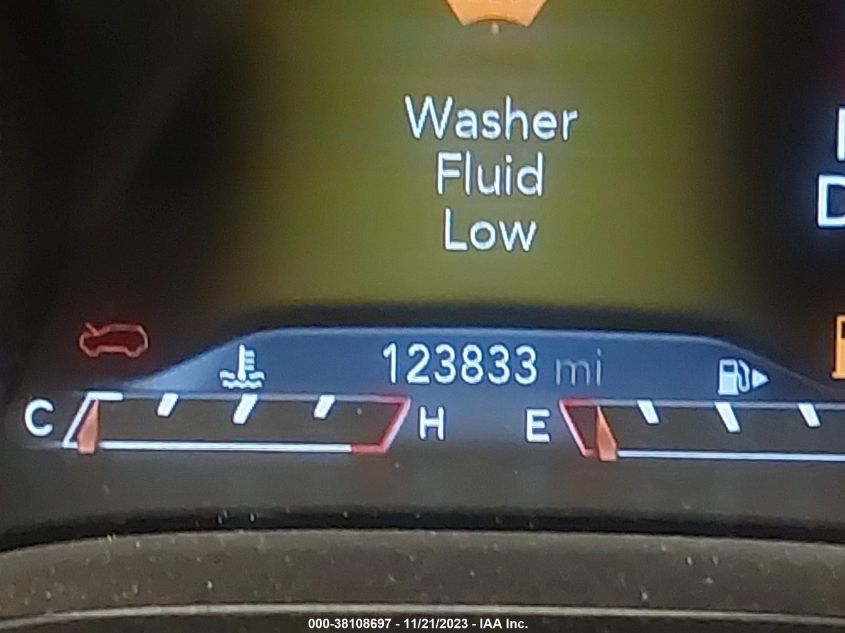 Washer
Fluid
Low
123833 mi
C H E
000-38108697 - 11/21/2023 - IAA Inc.